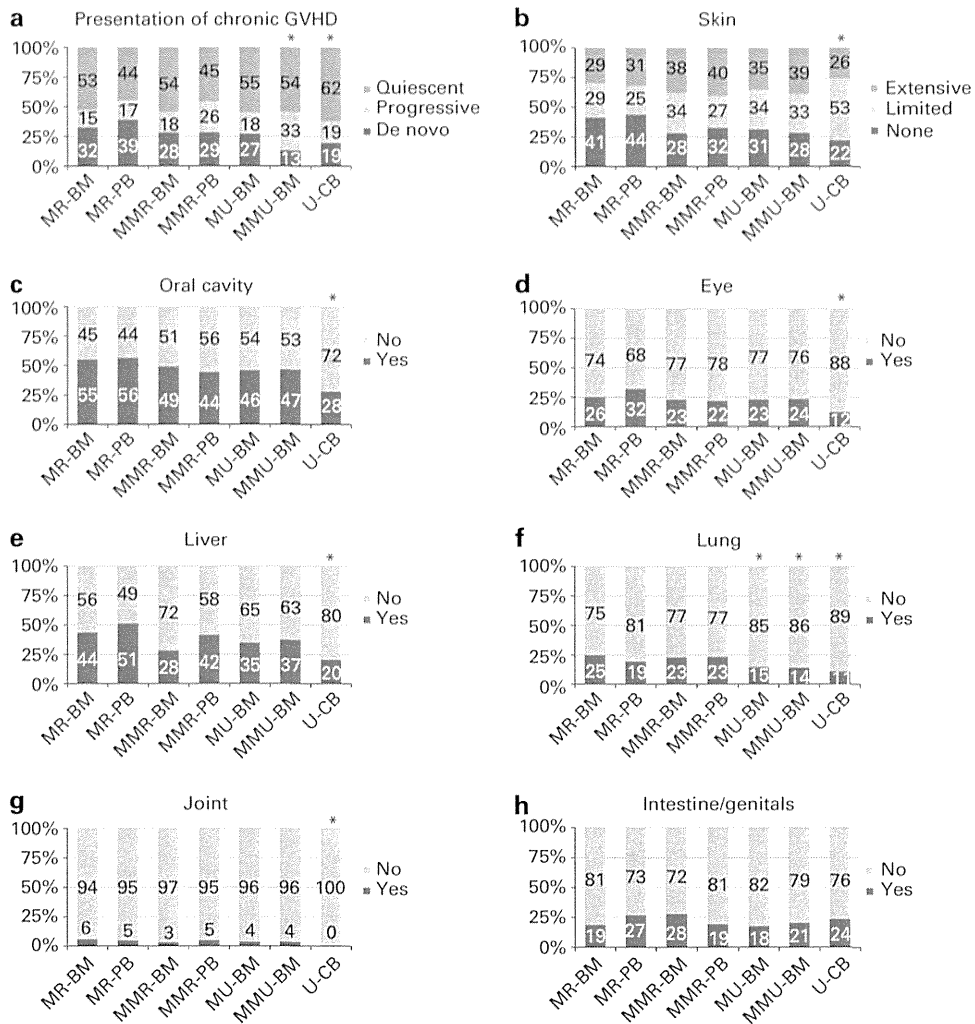 a Presentation of chronic GVHD
* *
100%
75%
50%
25%
0%
53 44 54 45 55 54 62
15 17 18 26 18 33 19
32 39 28 29 27 13 19
Quiescent
Progressive
De novo
MR-BM MR-PB MMR-BM MMR-PB MU-BM MMU-BM U-CB
b Skin
*
100%
75%
50%
25%
0%
29 31 38 40 35 39 26
29 25 34 27 34 33 53
41 44 28 32 31 28 22
Extensive
Limited
None
MR-BM MR-PB MMR-BM MMR-PB MU-BM MMU-BM U-CB
c Oral cavity
*
100%
75%
50%
25%
0%
45 44 51 56 54 53 72
55 56 49 44 46 47 28
No
Yes
MR-BM MR-PB MMR-BM MMR-PB MU-BM MMU-BM U-CB
d Eye
*
100%
75%
50%
25%
0%
74 68 77 78 77 76 88
26 32 23 22 23 24 12
No
Yes
MR-BM MR-PB MMR-BM MMR-PB MU-BM MMU-BM U-CB
e Liver
*
100%
75%
50%
25%
0%
56 49 72 58 65 63 80
44 51 28 42 35 37 20
No
Yes
MR-BM MR-PB MMR-BM MMR-PB MU-BM MMU-BM U-CB
f Lung
* * *
100%
75%
50%
25%
0%
75 81 77 77 85 86 89
25 19 23 23 15 14 11
No
Yes
MR-BM MR-PB MMR-BM MMR-PB MU-BM MMU-BM U-CB
g Joint
*
100%
75%
50%
25%
0%
94 95 97 95 96 96 100
6 5 3 5 4 4 0
No
Yes
MR-BM MR-PB MMR-BM MMR-PB MU-BM MMU-BM U-CB
h Intestine/genitals
100%
75%
50%
25%
0%
81 73 72 81 82 79 76
19 27 28 19 18 21 24
No
Yes
MR-BM MR-PB MMR-BM MMR-PB MU-BM MMU-BM U-CB